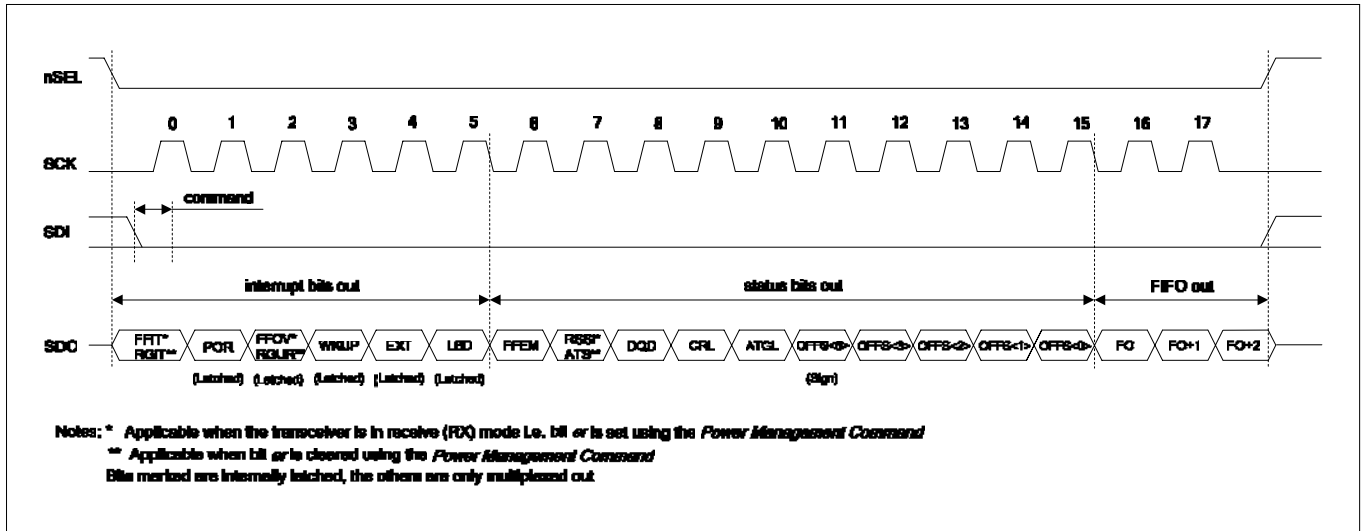 nSEL
0 1 2 3 4 5 6 7 8 9 10 11 12 13 14 15 16 17
SCK
command
SDI
interrupt bits out
status bits out
FIFO out
SDO
FFIT*
RGIT**
POR
FFOV*
RGUR**
WKUP
EXT
LBD
FFEM
RSSI*
ATS**
DQD
CRL
ATGL
OFFS<6>
OFFS<3>
OFFS<2>
OFFS<1>
OFFS<0>
FO
FO+1
FO+2
(Latched) (Latched) (Latched) (Latched) (Latched)
(Sign)
Notes: * Applicable when the transceiver is in receive (RX) mode i.e. bit er is set using the Power Management Command
** Applicable when bit er is cleared using the Power Management Command
Bits marked are internally latched, the others are only multiplexed out